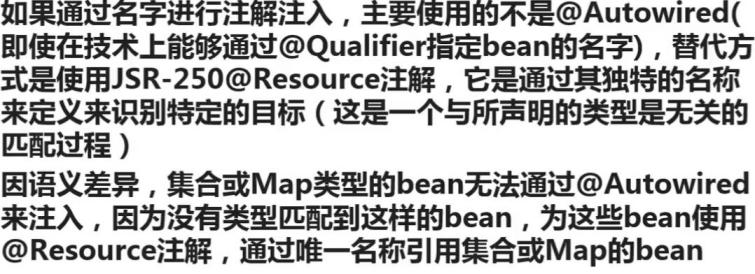 如果通过名字进行注解注入，主要使用的不是@Autowired(
即使在技术上能够通过@Qualifier指定bean的名字)，替代方
式是使用JSR-250@Resource注解，它是通过其独特的名称
来定义来识别特定的目标（这是一个与所声明的类型是无关的
匹配过程）
因语义差异，集合或Map类型的bean无法通过@Autowired
来注入，因为没有类型匹配到这样的bean，为这些bean使用
@Resource注解，通过唯一名称引用集合或Map的bean